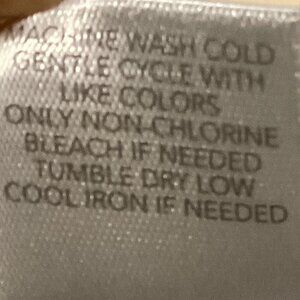 MACHINE WASH COLD
GENTLE CYCLE WITH
LIKE COLORS
ONLY NON-CHLORINE
BLEACH IF NEEDED
TUMBLE DRY LOW
COOL IRON IF NEEDED